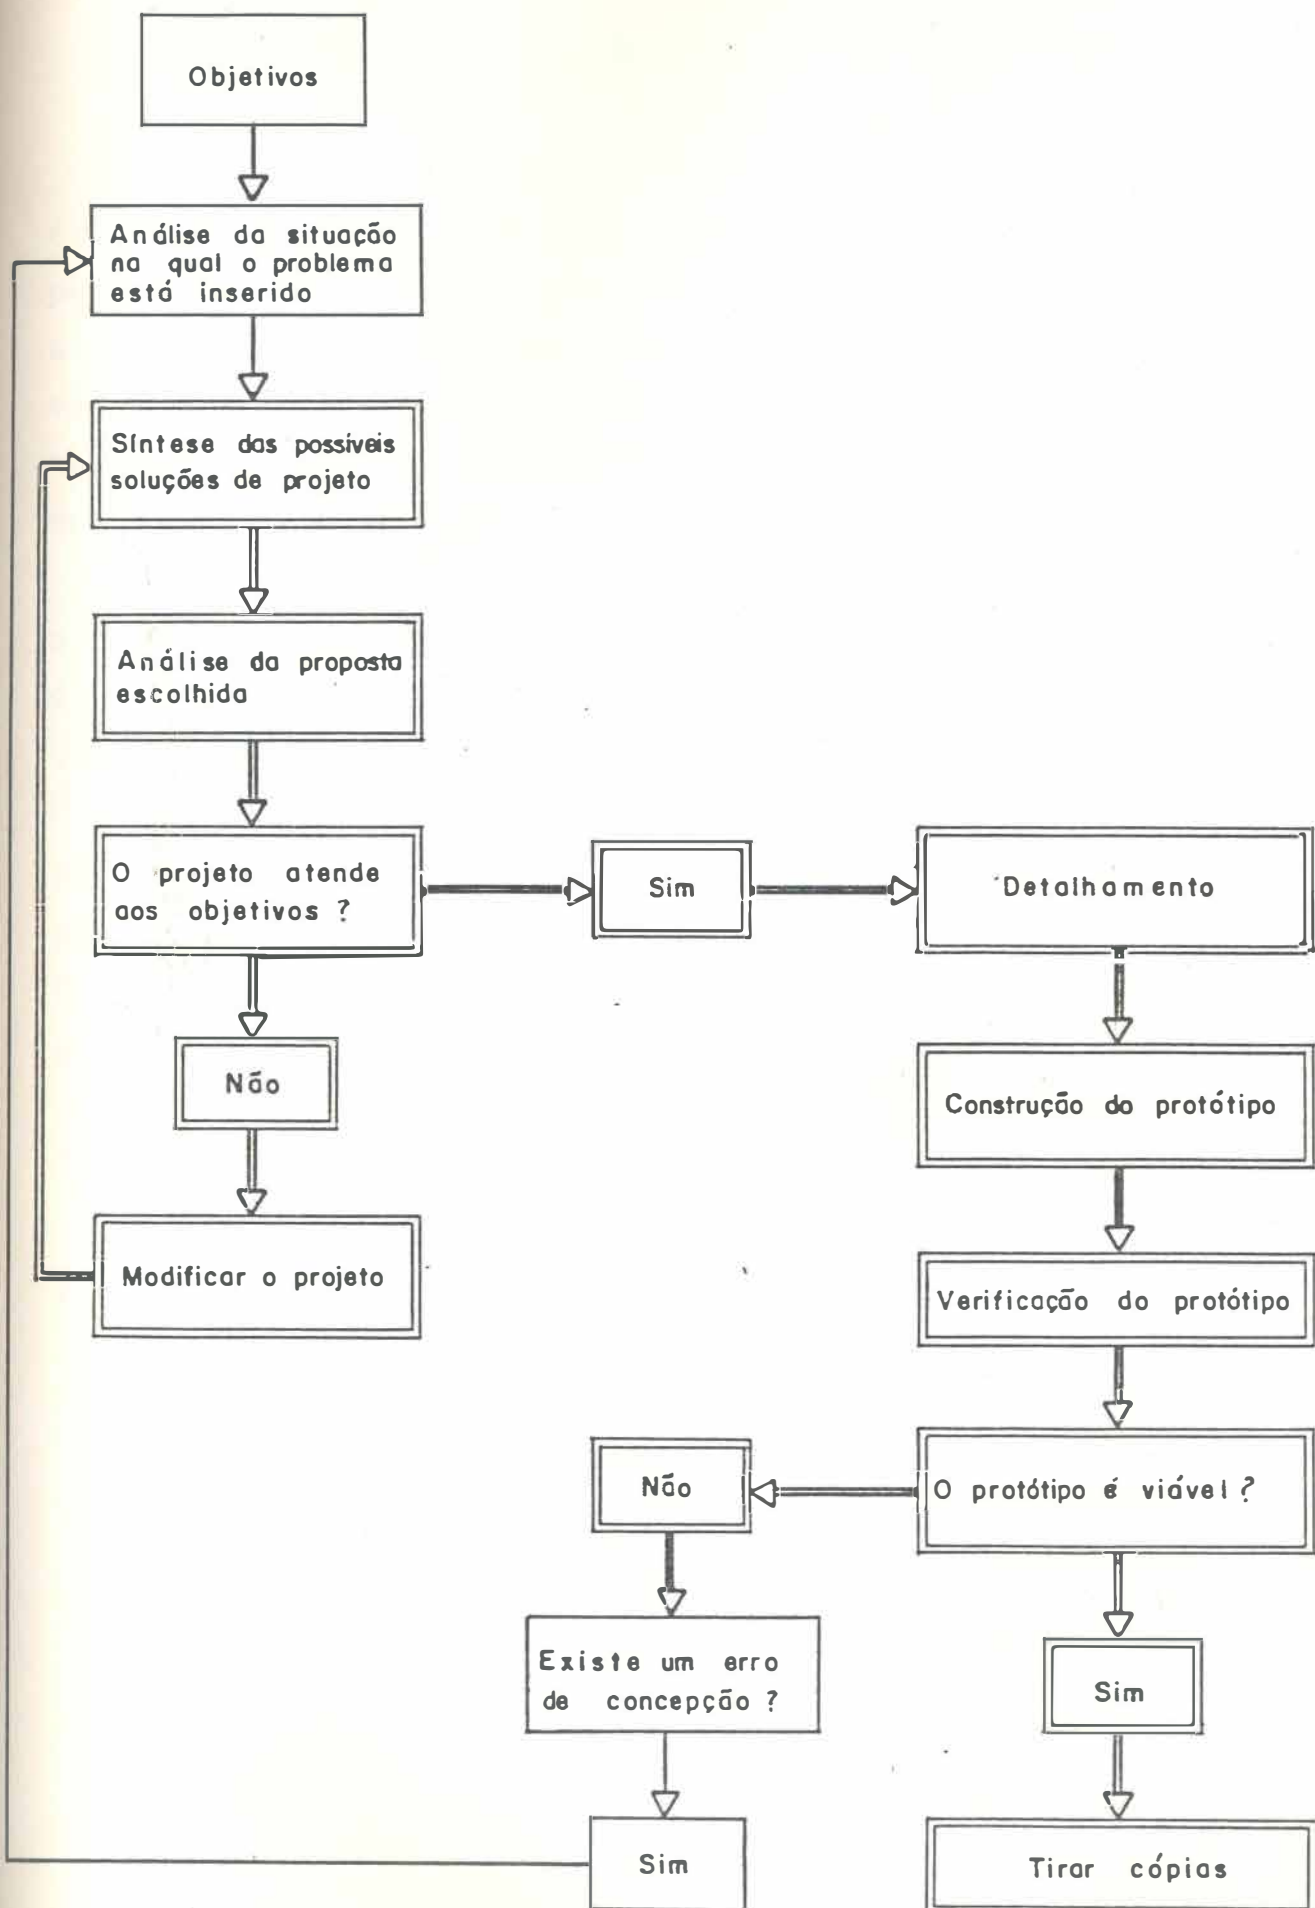 Objetivos
Análise da situação
na qual o problema
está inserido
Síntese das possíveis
soluções de projeto
Análise da proposta
escolhida
O projeto atende
aos objetivos ?
Sim
Detalhamento
Não
Construção do protótipo
Modificar o projeto
Verificação do protótipo
Não
O protótipo é viável ?
Existe um erro
de concepção ?
Sim
Sim
Tirar cópias